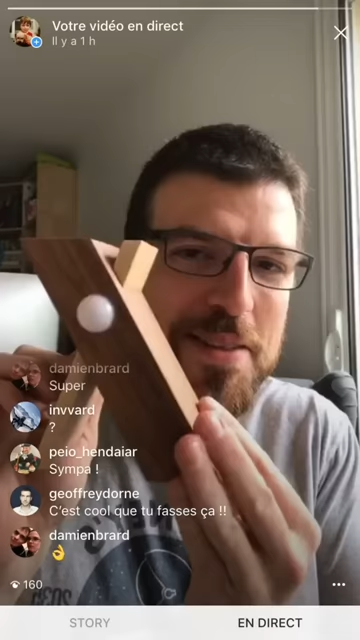 Votre vidéo en direct
Il y a 1 h
damienbrard
Super
invvard
?
peio_hendaiar
Sympa !
geoffreydorne
C'est cool que tu fasses ça !!
damienbrard
👌
160
STORY
EN DIRECT